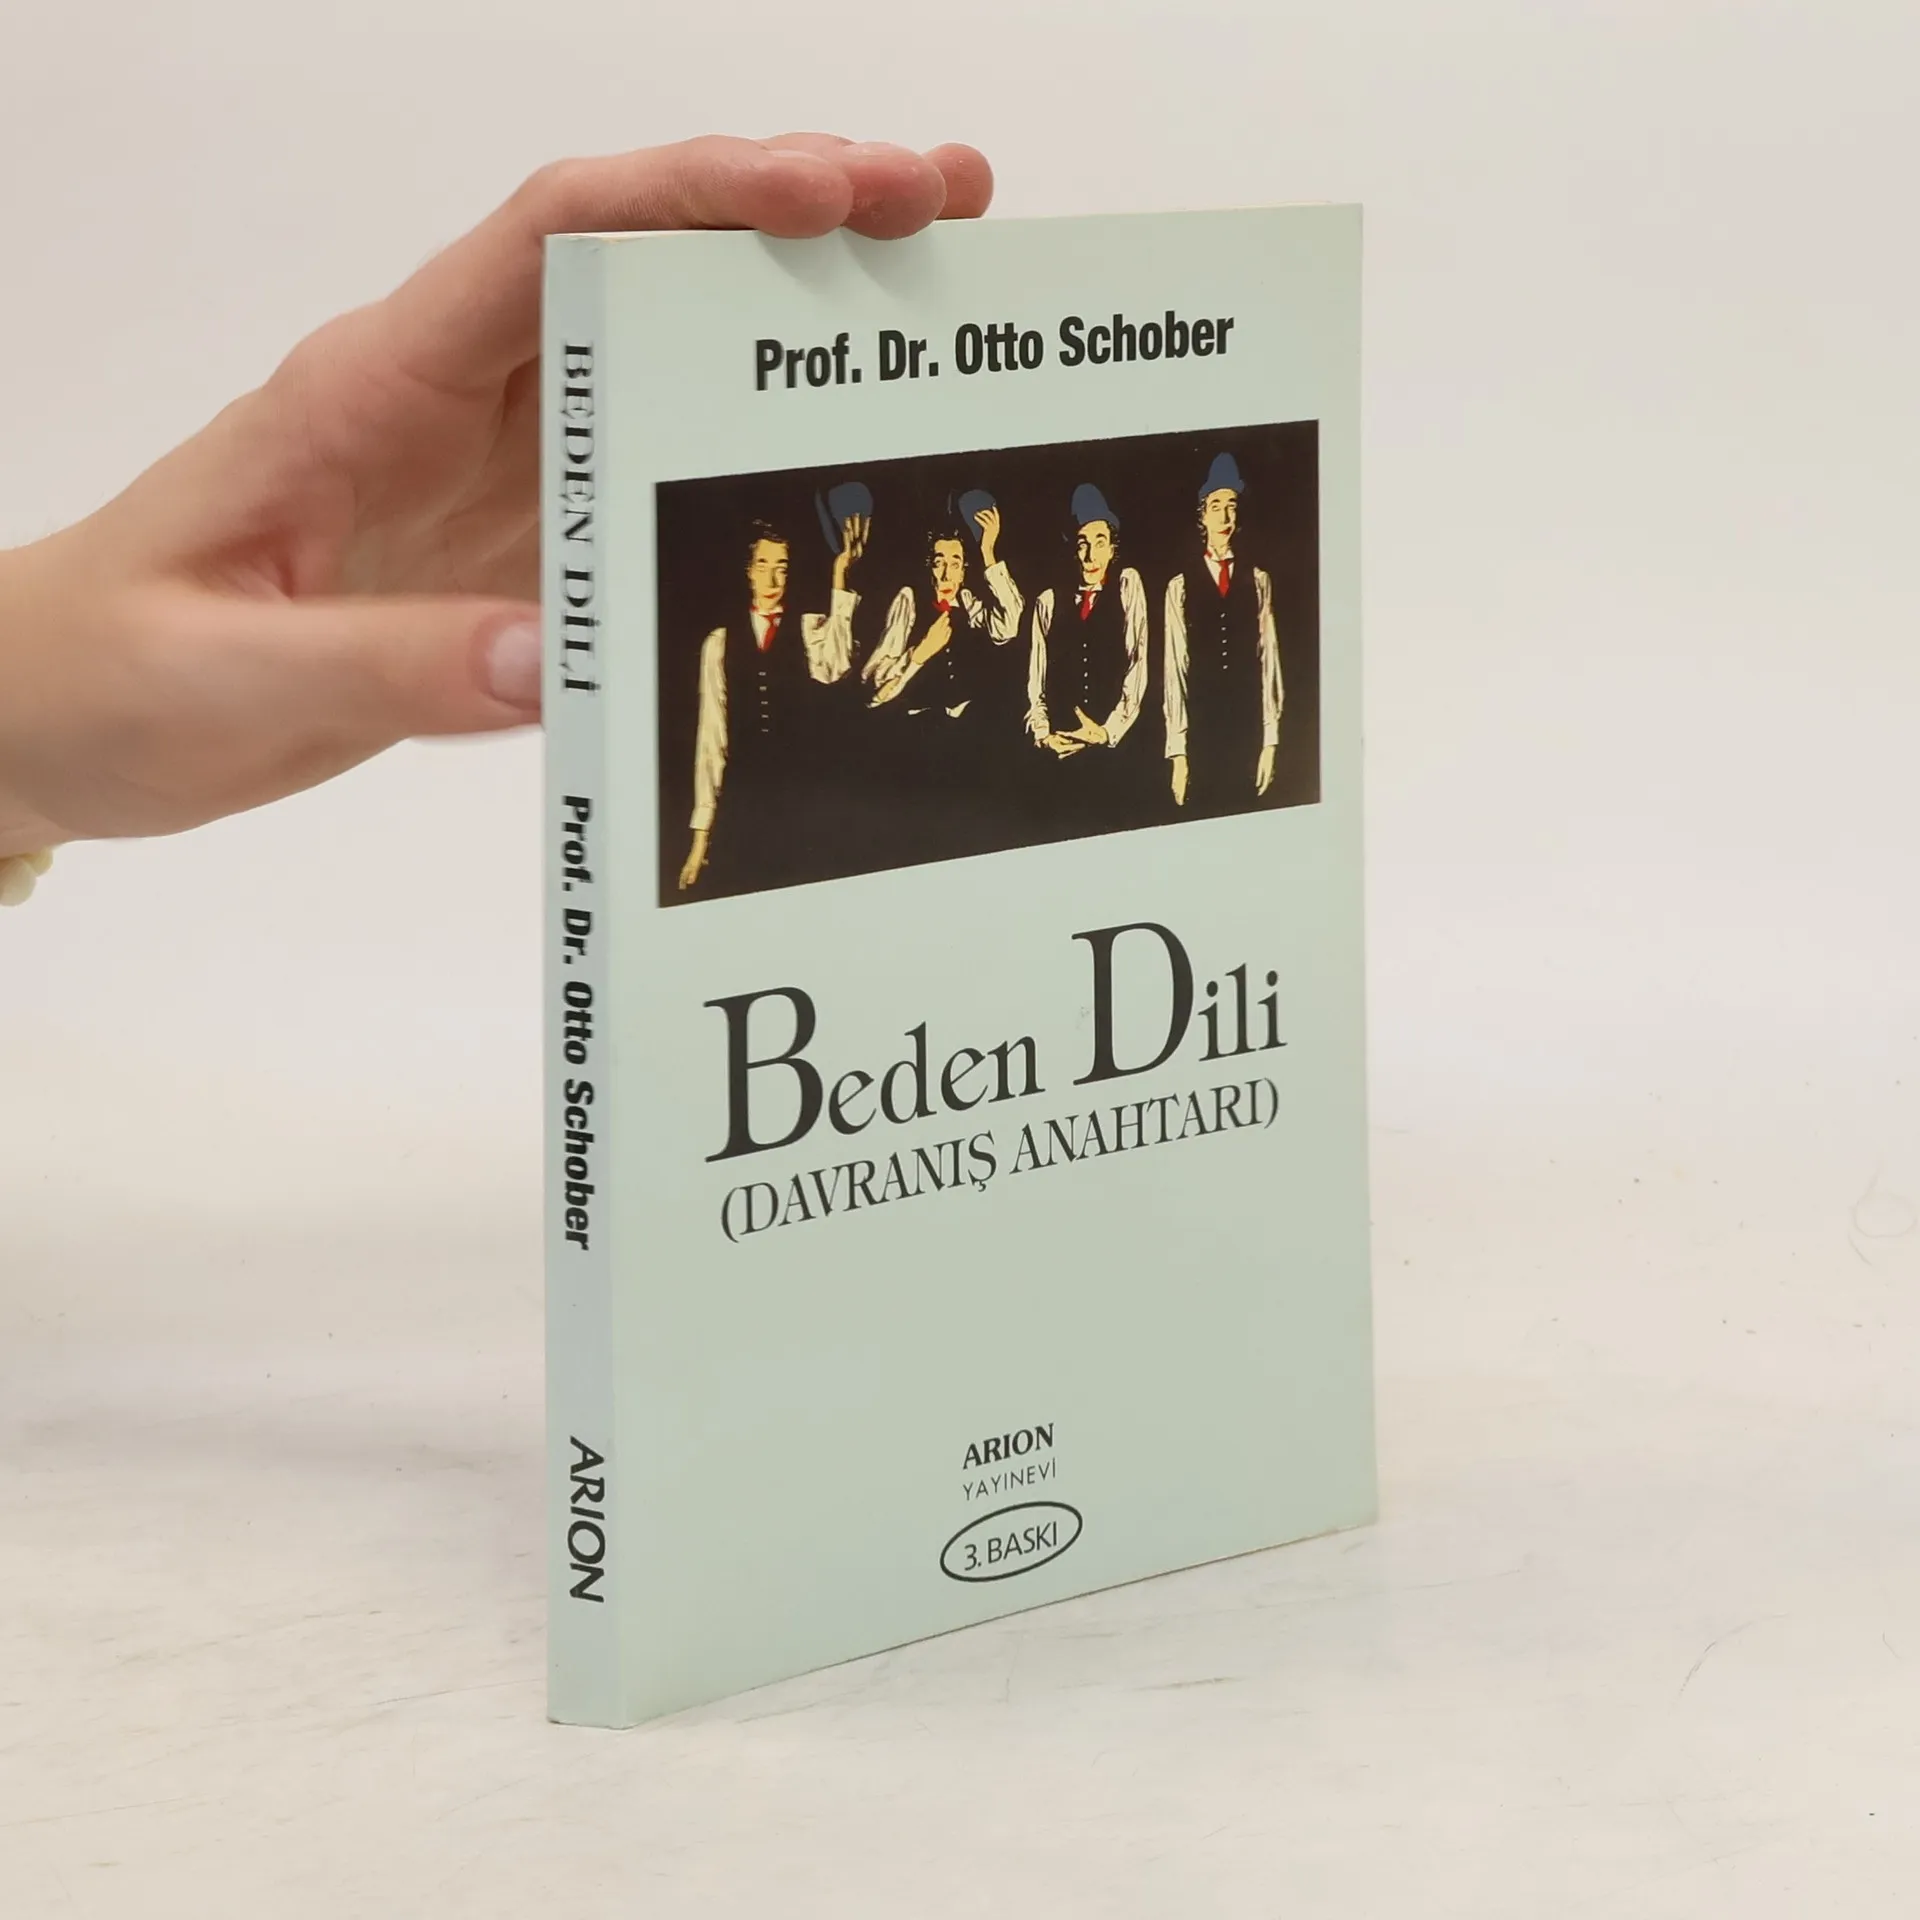 Prof. Dr. Otto Schober
Beden Dili
(DAVRANIŞ ANAHTARI)
ARION
YAYINEVİ
3. BASKI
BEDEN DİLİ Prof. Dr. Otto Schober ARION